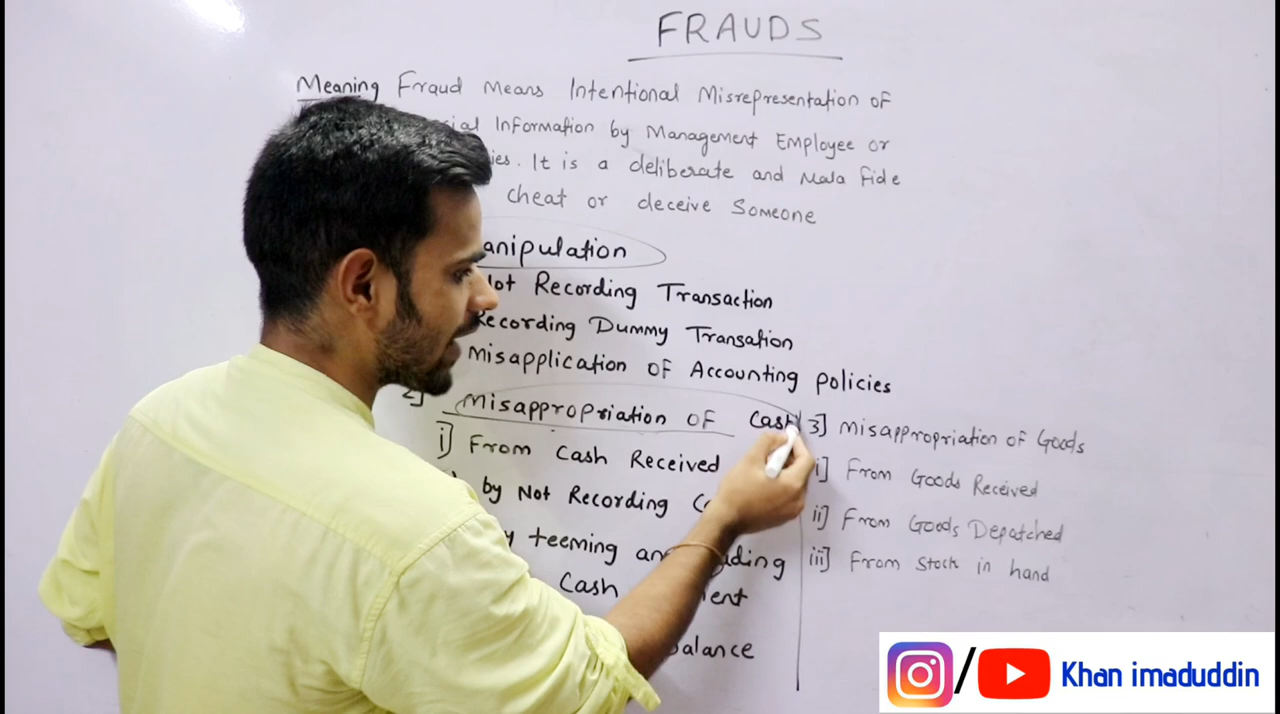 FRAUDS
Meaning Fraud Means Intentional Misrepresentation of
cial Information by Management Employee or
ies. It is a deliberate and Mala fide
cheat or deceive Someone
anipulation
Not Recording Transaction
Recording Dummy Transation
Misapplication of Accounting policies
2] Misappropriation of Cash
i] From Cash Received
by Not Recording
y teeming an ding
Cash ent
Balance
3] Misappropriation of Goods
i] From Goods Received
ii] From Goods Depatched
iii] From Stock in hand
Khan imaduddin